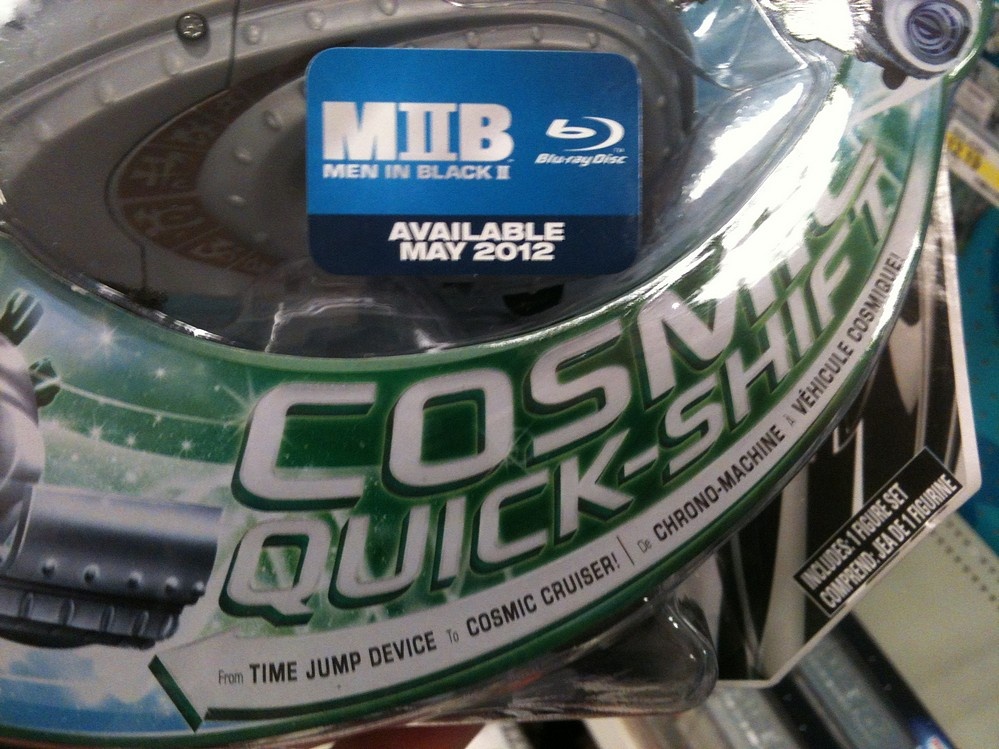 MIIB
MEN IN BLACK II
Blu-ray Disc
AVAILABLE
MAY 2012
COSMIC
QUICK-SHIFT
From TIME JUMP DEVICE To COSMIC CRUISER!
De CHRONO-MACHINE À VÉHICULE COSMIQUE!
INCLUDES: 1 FIGURE SET
COMPREND: JEA DE 1 FIGURINE